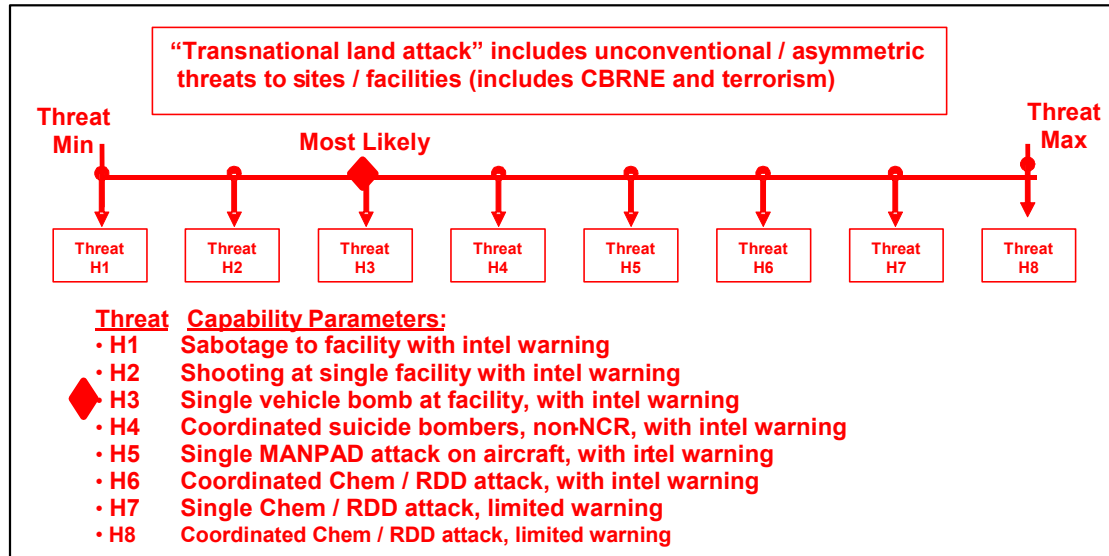 “Transnational land attack” includes unconventional / asymmetric
threats to sites / facilities (includes CBRNE and terrorism)
Threat
Min
Most Likely
Threat
Max
Threat
H1
Threat
H2
Threat
H3
Threat
H4
Threat
H5
Threat
H6
Threat
H7
Threat
H8
Threat Capability Parameters:
• H1 Sabotage to facility with intel warning
• H2 Shooting at single facility with intel warning
• H3 Single vehicle bomb at facility, with intel warning
• H4 Coordinated suicide bombers, non-NCR, with intel warning
• H5 Single MANPAD attack on aircraft, with intel warning
• H6 Coordinated Chem / RDD attack, with intel warning
• H7 Single Chem / RDD attack, limited warning
• H8 Coordinated Chem / RDD attack, limited warning